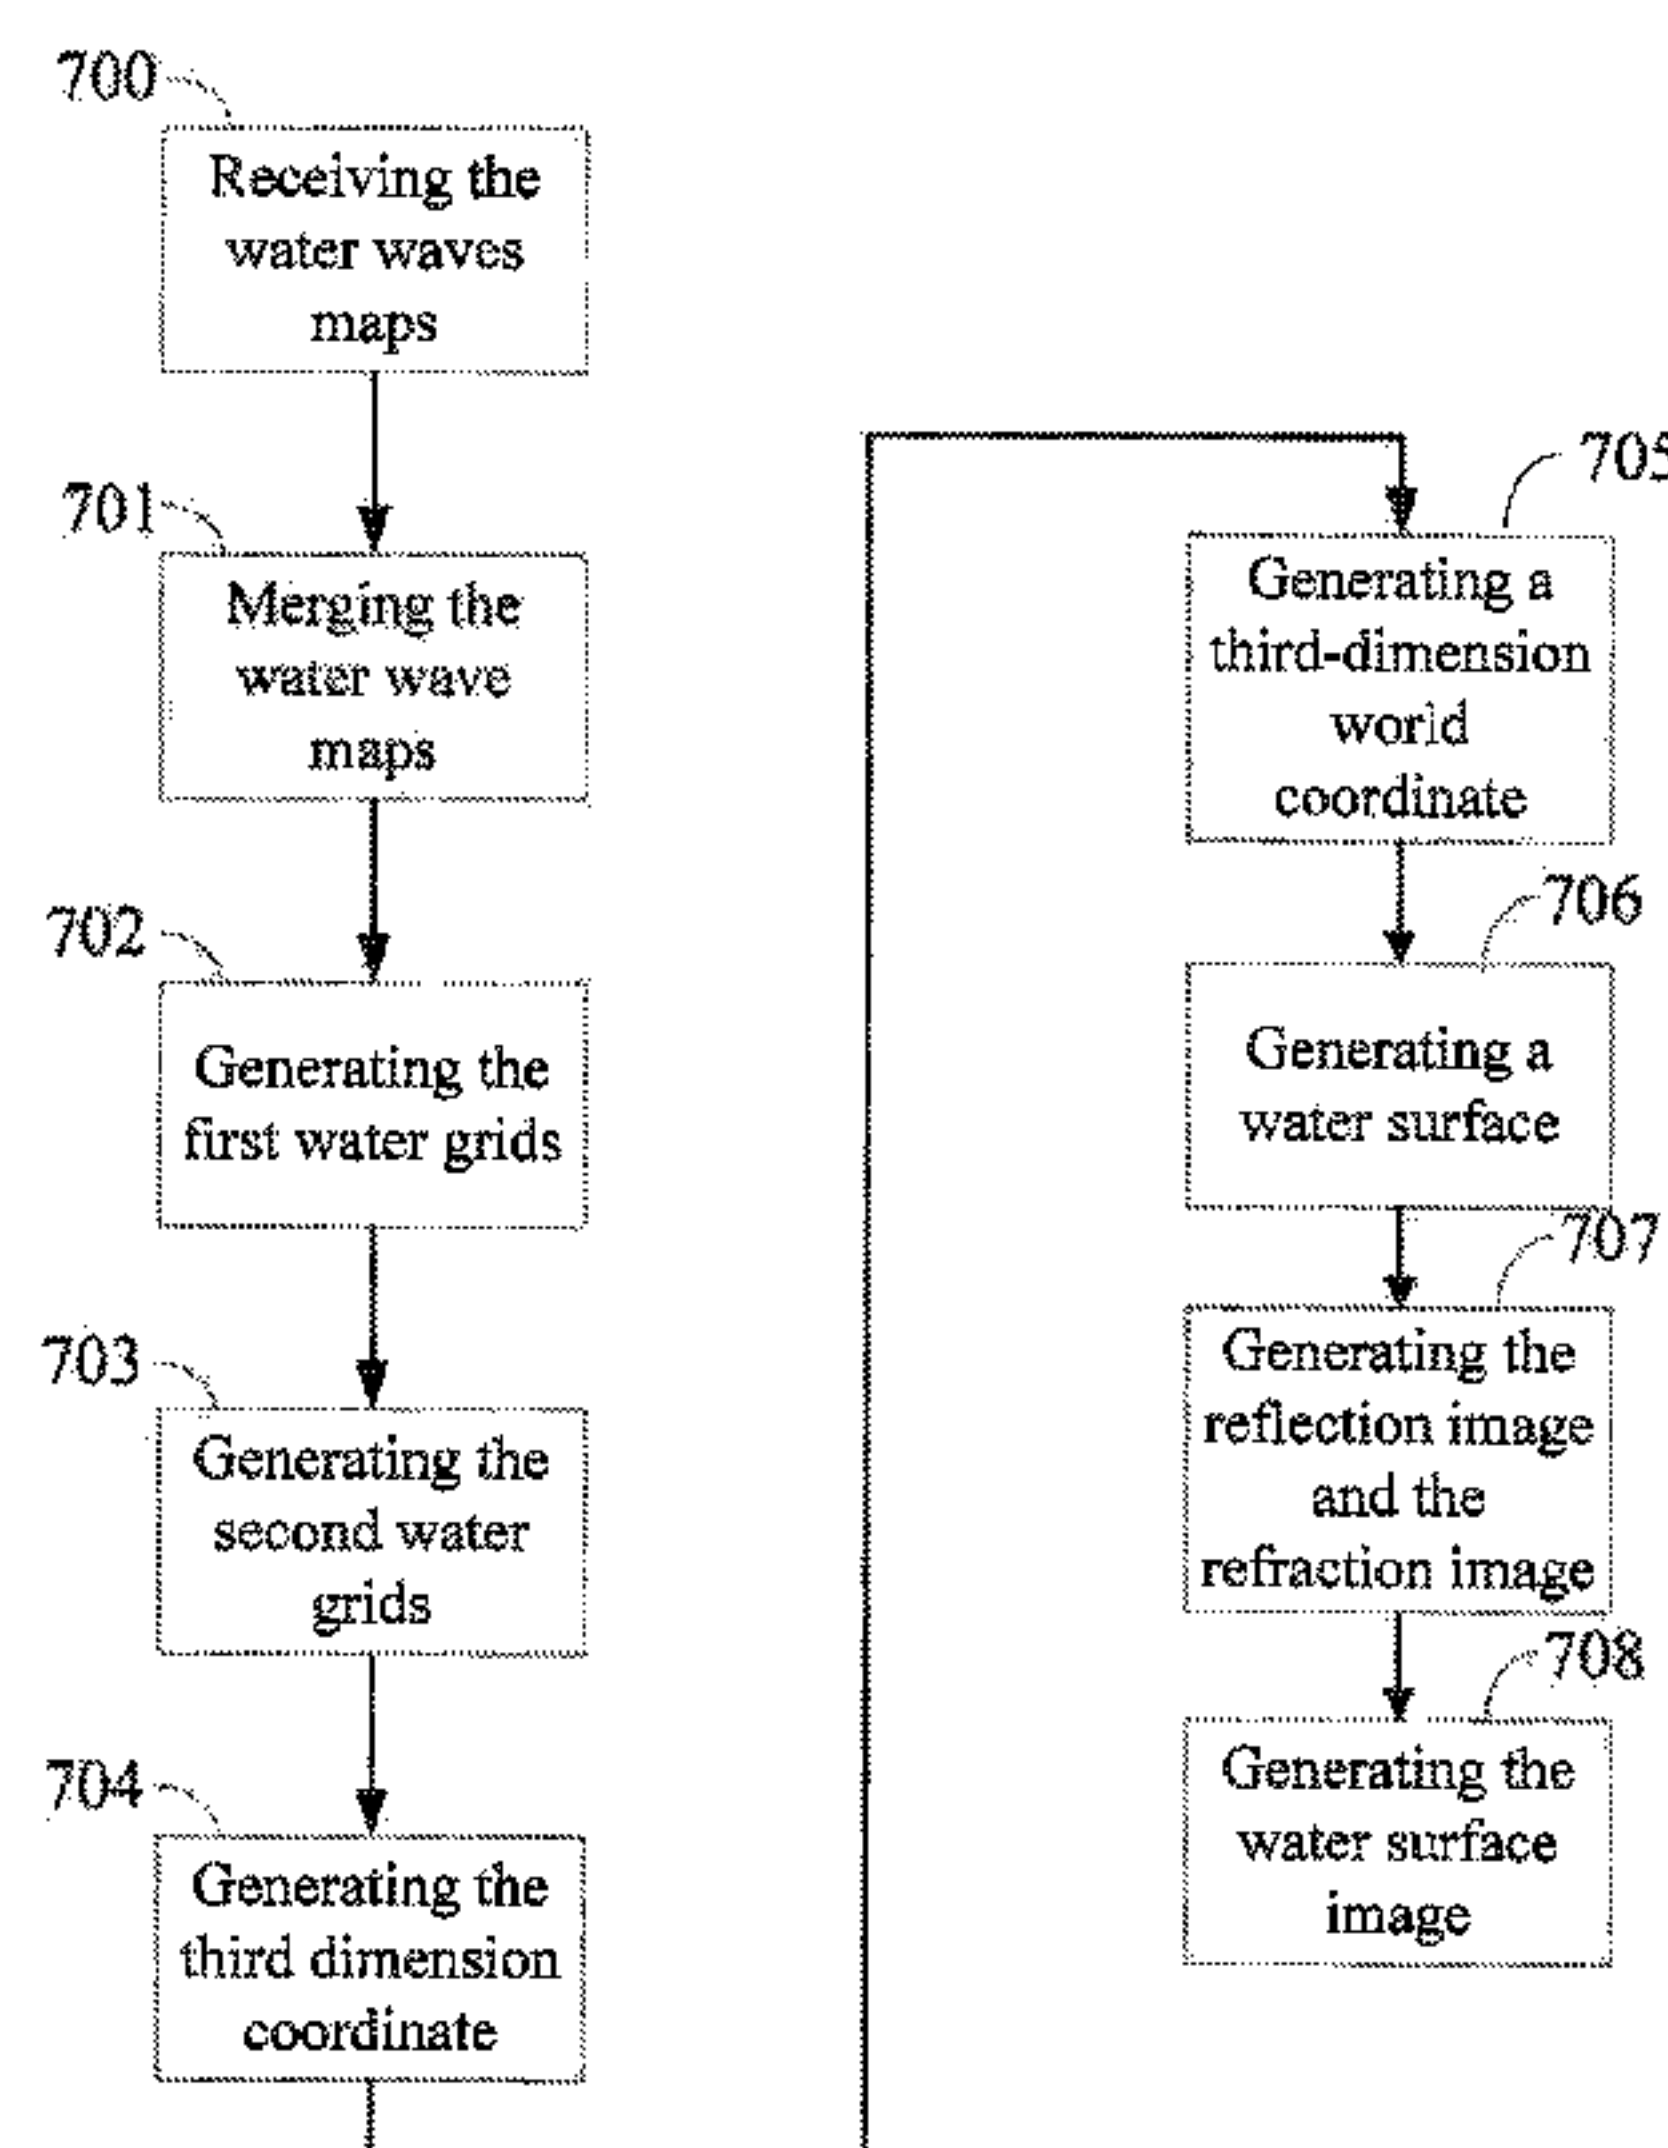 700
Receiving the
water waves
maps
701
Merging the
water wave
maps
702
Generating the
first water grids
703
Generating the
second water
grids
704
Generating the
third dimension
coordinate
705
Generating a
third-dimension
world
coordinate
706
Generating a
water surface
707
Generating the
reflection image
and the
refraction image
708
Generating the
water surface
image